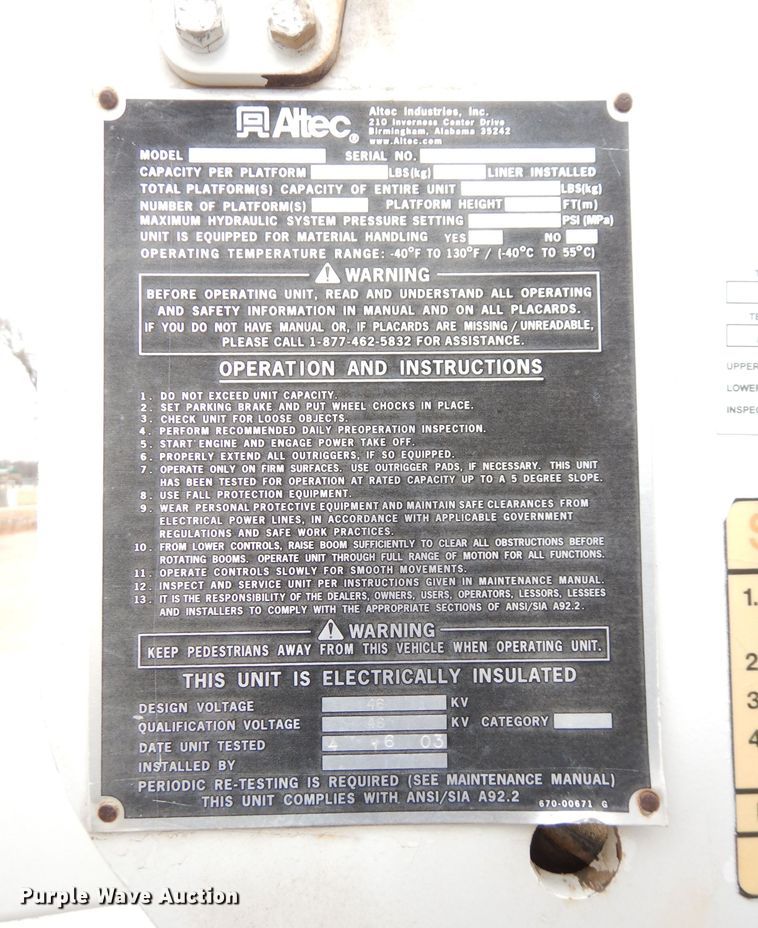 Altec®
Altec Industries, Inc.
210 Inverness Center Drive
Birmingham, Alabama 35242
www.Altec.com
MODEL SERIAL NO.
CAPACITY PER PLATFORM LBS(kg) LINER INSTALLED
TOTAL PLATFORM(S) CAPACITY OF ENTIRE UNIT LBS(kg)
NUMBER OF PLATFORM(S) PLATFORM HEIGHT FT(m)
MAXIMUM HYDRAULIC SYSTEM PRESSURE SETTING PSI (MPa)
UNIT IS EQUIPPED FOR MATERIAL HANDLING YES NO
OPERATING TEMPERATURE RANGE: -40°F TO 130°F / (-40°C TO 55°C)
WARNING
BEFORE OPERATING UNIT, READ AND UNDERSTAND ALL OPERATING
AND SAFETY INFORMATION IN MANUAL AND ON ALL PLACARDS.
IF YOU DO NOT HAVE MANUAL OR, IF PLACARDS ARE MISSING/UNREADABLE,
PLEASE CALL 1-877-462-5832 FOR ASSISTANCE.
OPERATION AND INSTRUCTIONS
1. DO NOT EXCEED UNIT CAPACITY.
2. SET PARKING BRAKE AND PUT WHEEL CHOCKS IN PLACE.
3. CHECK UNIT FOR LOOSE OBJECTS.
4. PERFORM RECOMMENDED DAILY PREOPERATION INSPECTION.
5. START ENGINE AND ENGAGE POWER TAKE OFF.
6. PROPERLY EXTEND ALL OUTRIGGERS, IF SO EQUIPPED.
7. OPERATE ONLY ON FIRM SURFACES. USE OUTRIGGER PADS, IF NECESSARY. THIS UNIT
HAS BEEN TESTED FOR OPERATION AT RATED CAPACITY UP TO A 5 DEGREE SLOPE.
8. USE FALL PROTECTION EQUIPMENT.
9. WEAR PERSONAL PROTECTIVE EQUIPMENT AND MAINTAIN SAFE CLEARANCES FROM
ELECTRICAL POWER LINES, IN ACCORDANCE WITH APPLICABLE GOVERNMENT
REGULATIONS AND SAFE WORK PRACTICES.
10. FROM LOWER CONTROLS, RAISE BOOM SUFFICIENTLY TO CLEAR ALL OBSTRUCTIONS BEFORE
ROTATING BOOMS. OPERATE UNIT THROUGH FULL RANGE OF MOTION FOR ALL FUNCTIONS.
11. OPERATE CONTROLS SLOWLY FOR SMOOTH MOVEMENTS.
12. INSPECT AND SERVICE UNIT PER INSTRUCTIONS GIVEN IN MAINTENANCE MANUAL.
13. IT IS THE RESPONSIBILITY OF THE DEALERS, OWNERS, USERS, OPERATORS, LESSORS, LESSEES
AND INSTALLERS TO COMPLY WITH THE APPROPRIATE SECTIONS OF ANSI/SIA A92.2.
WARNING
KEEP PEDESTRIANS AWAY FROM THIS VEHICLE WHEN OPERATING UNIT.
THIS UNIT IS ELECTRICALLY INSULATED
DESIGN VOLTAGE 46 KV
QUALIFICATION VOLTAGE 46 KV CATEGORY
DATE UNIT TESTED 4 6 03
INSTALLED BY
PERIODIC RE-TESTING IS REQUIRED (SEE MAINTENANCE MANUAL)
THIS UNIT COMPLIES WITH ANSI/SIA A92.2
670-00671 G
UPPER
LOWER
INSPEC
1.
2
3
4
Purple Wave Auction